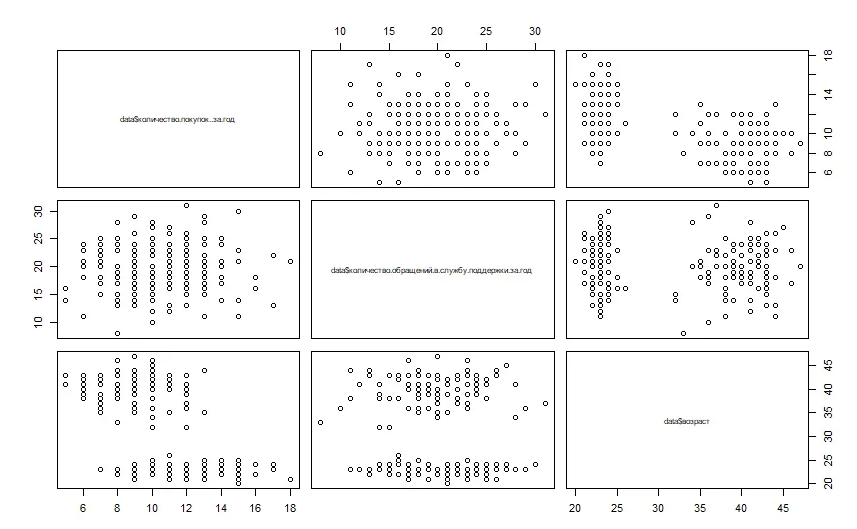 10 15 20 25 30
data$количество.покупок..за.год
6 8 10 12 14 18
10 15 20 25 30
data$количество.обращений.в.службу.поддержки.за.год
data$возраст
20 25 30 35 40 45
6 8 10 12 14 16 18
20 25 30 35 40 45